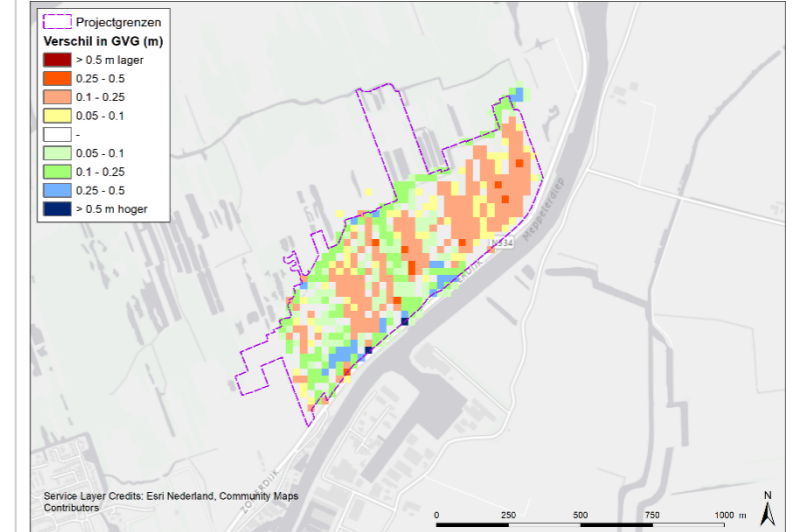 Projectgrenzen
Verschil in GVG (m)
> 0.5 m lager
0.25 - 0.5
0.1 - 0.25
0.05 - 0.1
-
0.05 - 0.1
0.1 - 0.25
0.25 - 0.5
> 0.5 m hoger
Meppelerdiep
N334
ZOMERDIJK
Service Layer Credits: Esri Nederland, Community Maps
Contributors
0 250 500 750 1000 m
N